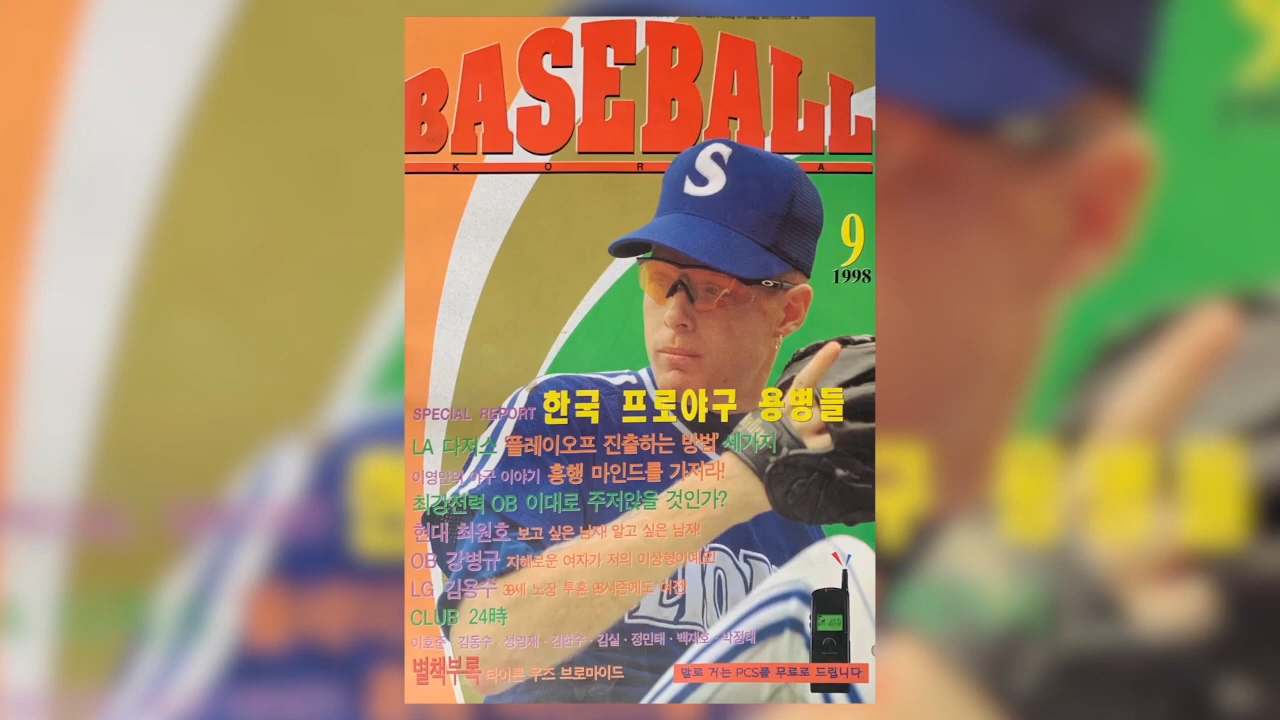 BASEBALL
KOR A
S
9
1998
SPECIAL REPORT 한국 프로야구 용병들
LA 다저스 '플레이오프 진출하는 방법' 세가지
이영만의 야구 이야기 흥행 마인드를 가져라!
최강전력 OB 이대로 주저앉을 것인가?
현대 최원호 보고 싶은 남자! 알고 싶은 남자!
OB 강병규 지혜로운 여자가 저의 이상형이예요!
LG 김용수 39세 노장 투혼 98시즌에도 여전
CLUB 24時
이호준 · 김동수 · 성영재 · 김한수 · 김실 · 정민태 · 백재호 · 박정태
별책부록 타이론 우즈 브로마이드
말로 거는 PCS를 무료로 드립니다